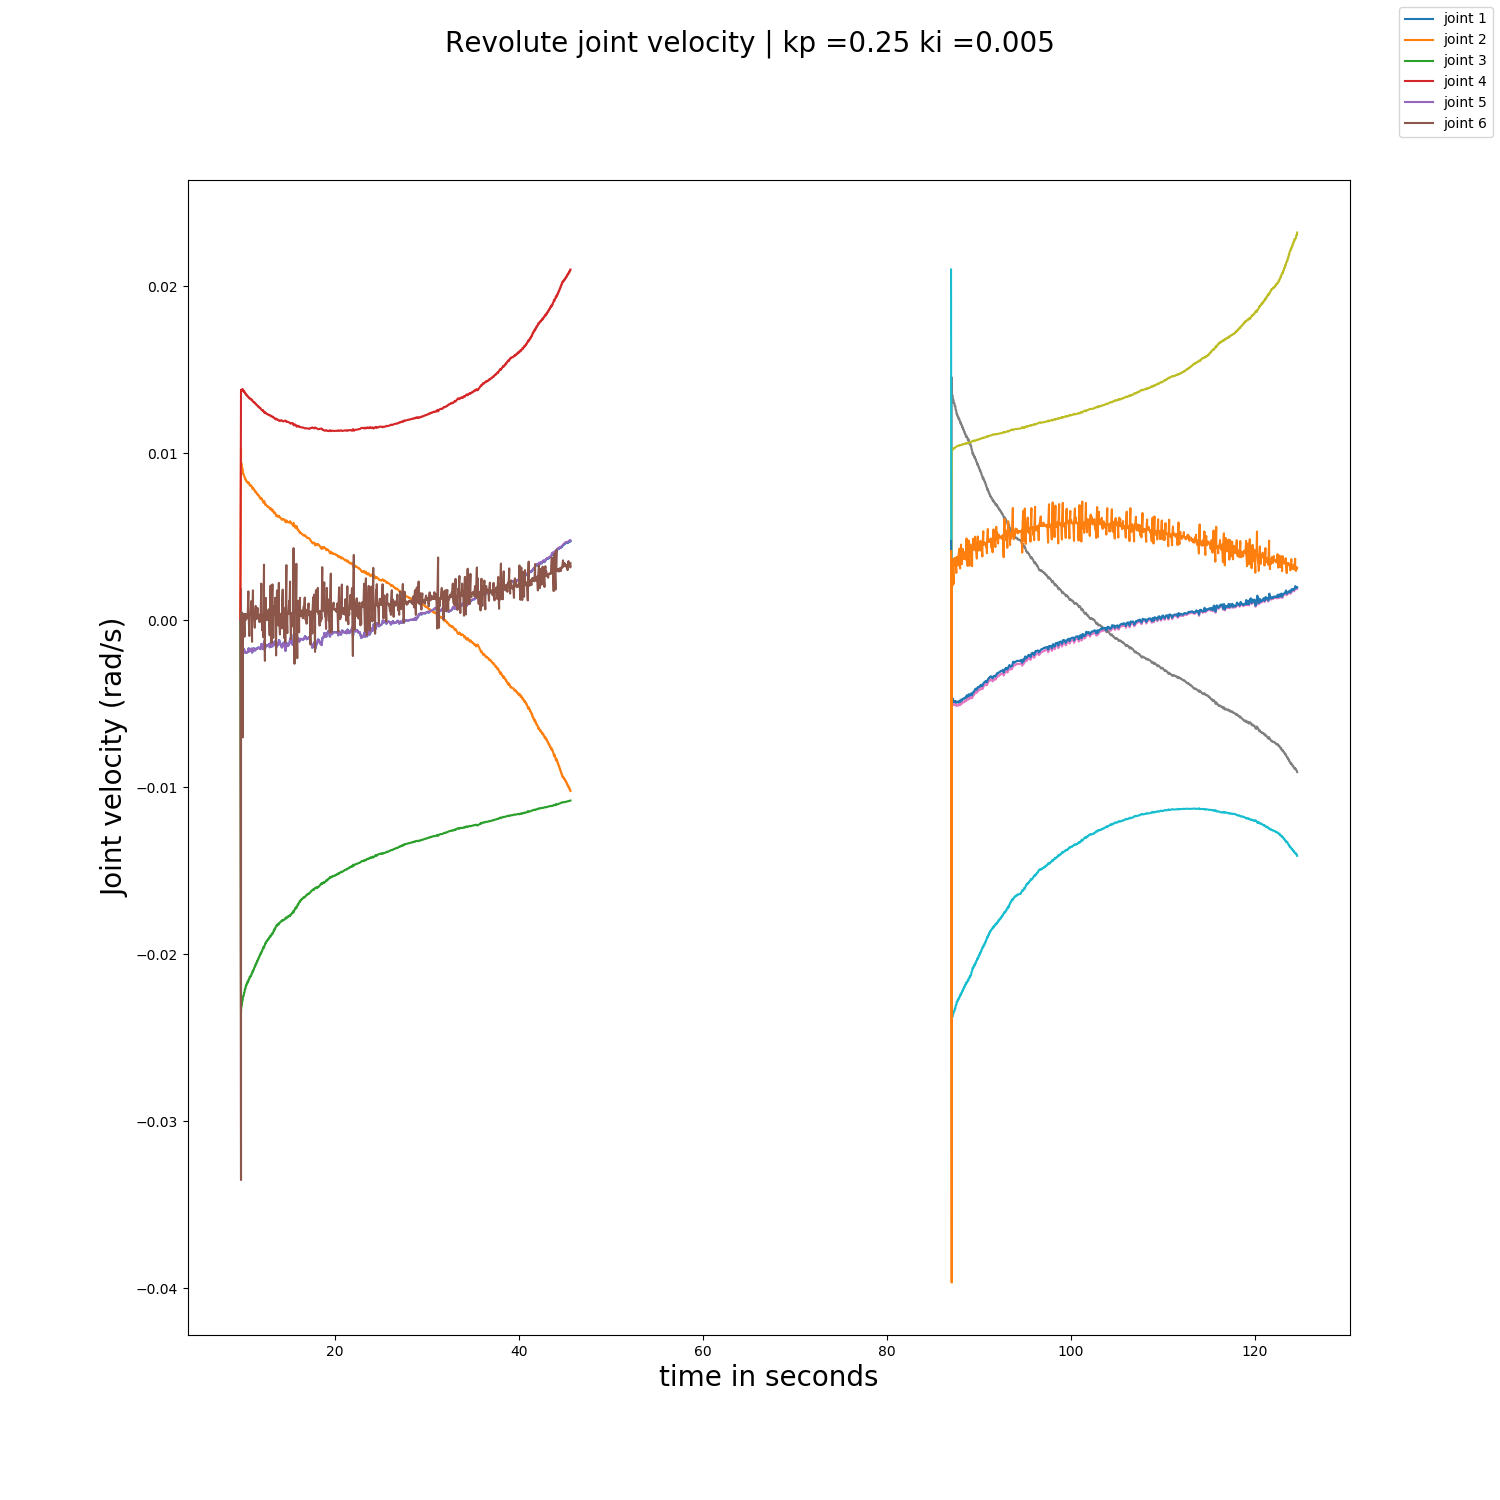 Revolute joint velocity | kp =0.25 ki =0.005
joint 1
joint 2
joint 3
joint 4
joint 5
joint 6
Joint velocity (rad/s)
0.02
0.01
0.00
−0.01
−0.02
−0.03
−0.04
20 40 60 80 100 120
time in seconds